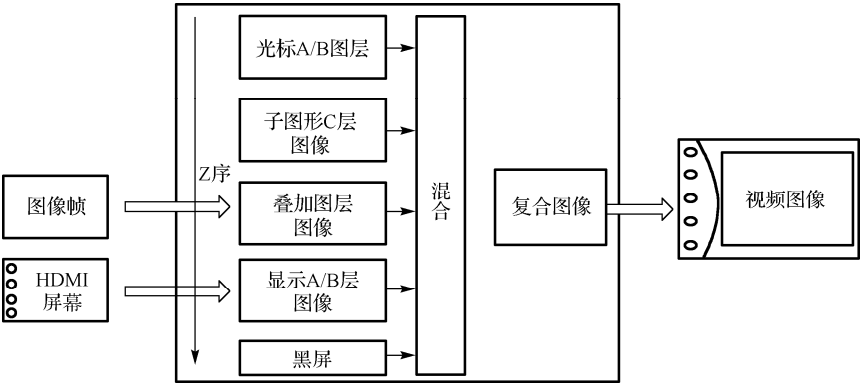 光标A/B图层
子图形C层
图像
Z序
图像帧
叠加图层
图像
HDMI
屏幕
显示A/B层
图像
黑屏
混合
复合图像
视频图像